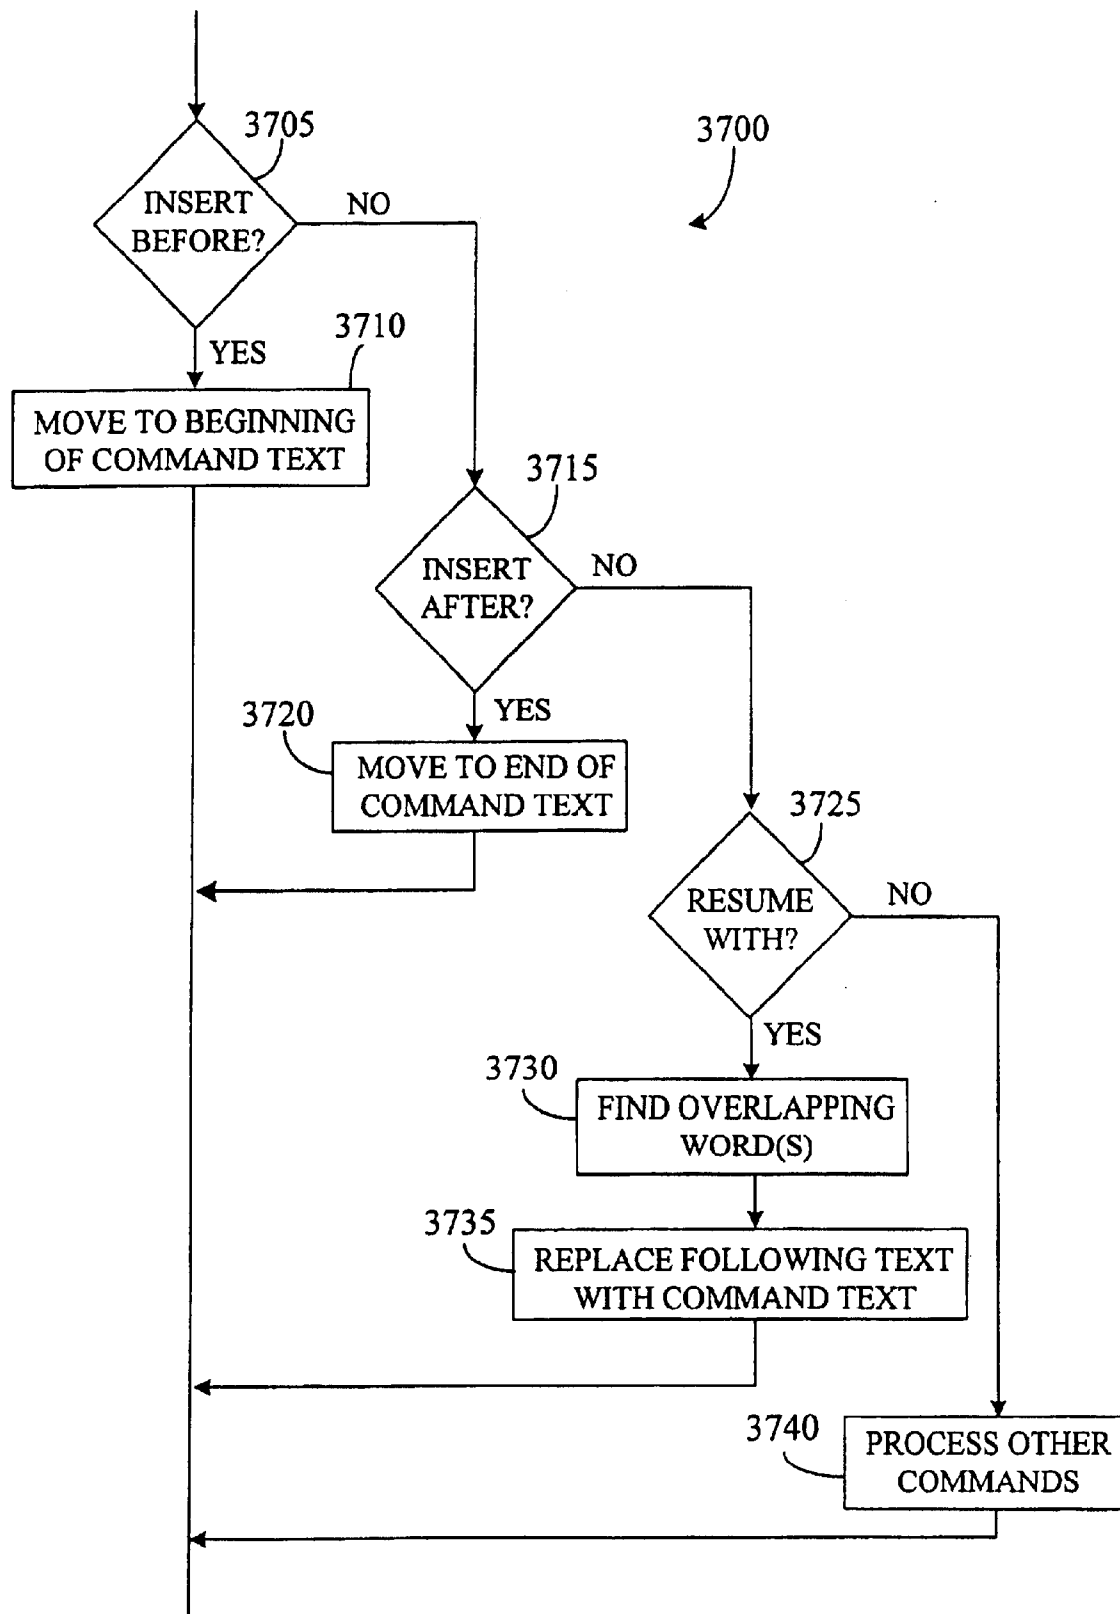 3705
3700
INSERT
BEFORE?
NO
3710
YES
MOVE TO BEGINNING
OF COMMAND TEXT
3715
INSERT
AFTER?
NO
3720
YES
MOVE TO END OF
COMMAND TEXT
3725
RESUME
WITH?
NO
YES
3730
FIND OVERLAPPING
WORD(S)
3735
REPLACE FOLLOWING TEXT
WITH COMMAND TEXT
3740
PROCESS OTHER
COMMANDS